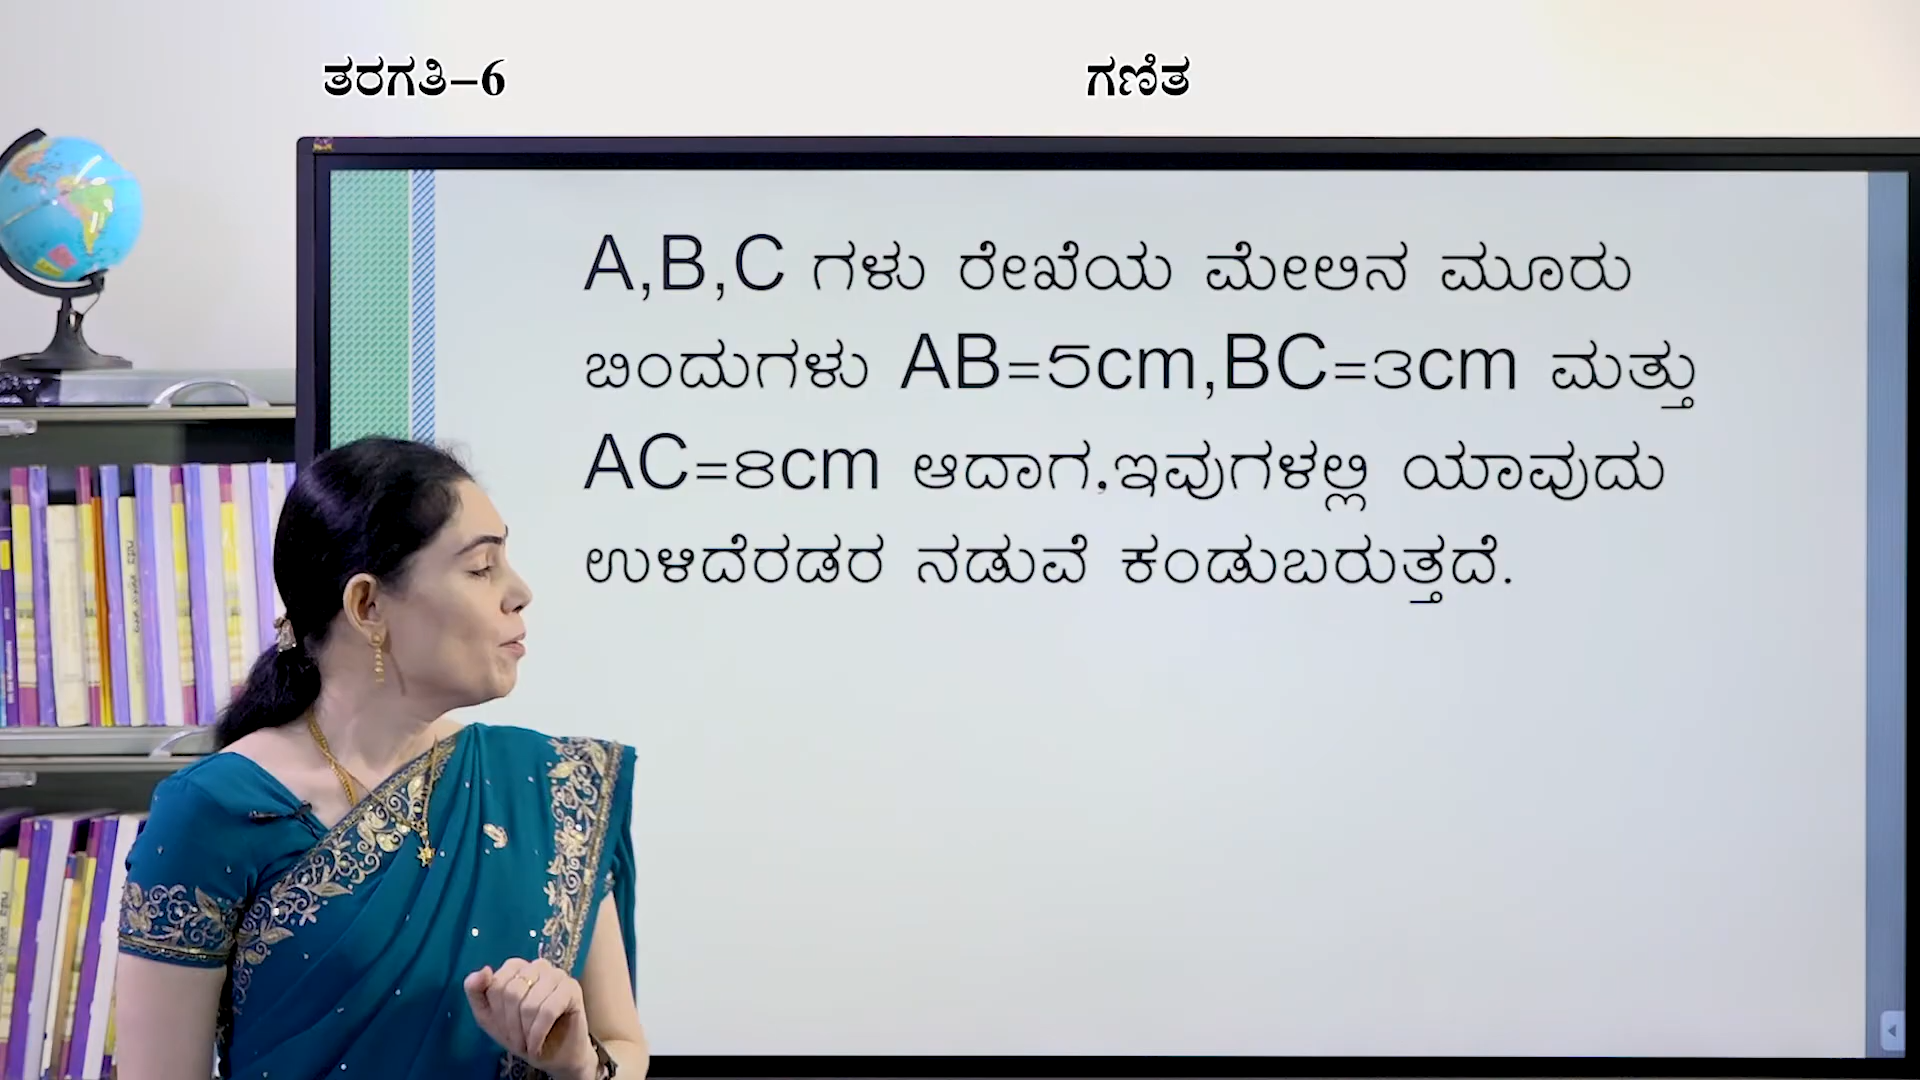 ತರಗತಿ–6
ಗಣಿತ
A,B,C ಗಳು ರೇಖೆಯ ಮೇಲಿನ ಮೂರು
ಬಿಂದುಗಳು AB=5cm,BC=3cm ಮತ್ತು
AC=8cm ಆದಾಗ.ಇವುಗಳಲ್ಲಿ ಯಾವುದು
ಉಳಿದೆರಡರ ನಡುವೆ ಕಂಡುಬರುತ್ತದೆ.